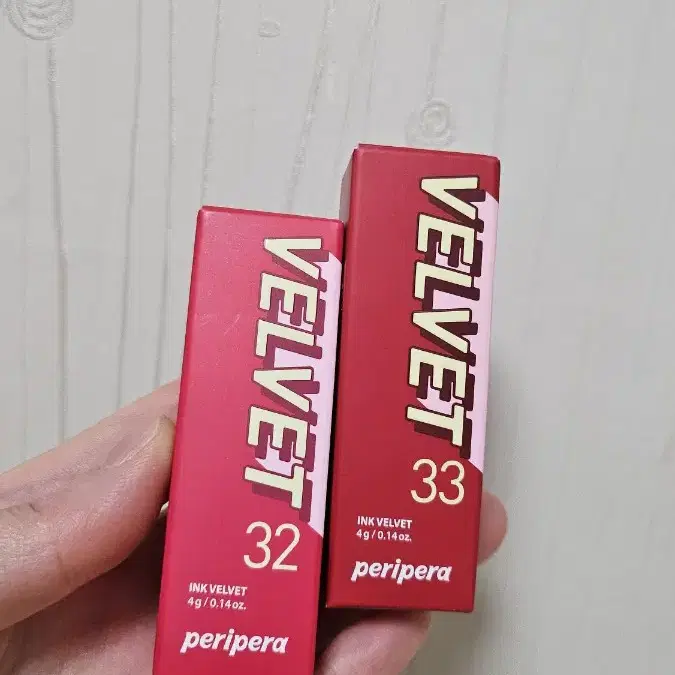 VELVET
32
INK VELVET
4g/0.14oz.
peripera
VELVET
33
INK VELVET
4g/0.14oz.
peripera